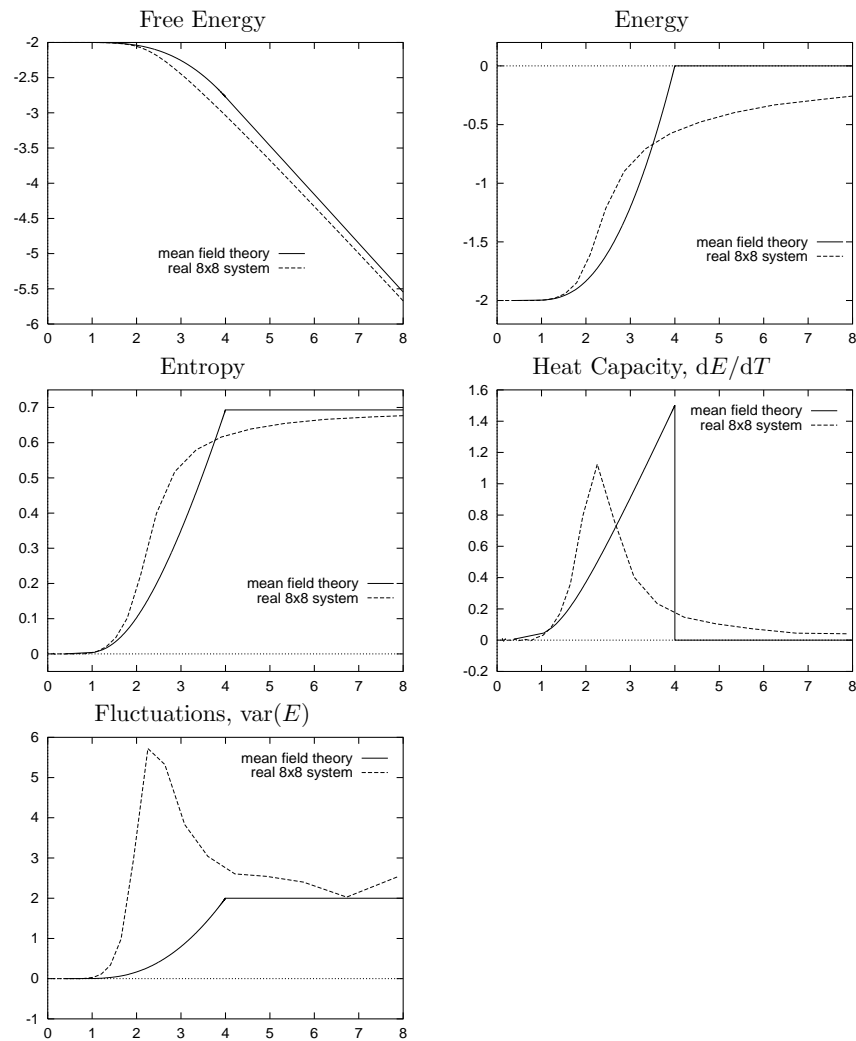 Free Energy
-2
-2.5
-3
-3.5
-4
-4.5
-5
-5.5
-6
0 1 2 3 4 5 6 7 8
mean field theory
real 8x8 system
Energy
0
-0.5
-1
-1.5
-2
0 1 2 3 4 5 6 7 8
mean field theory
real 8x8 system
Entropy
0.7
0.6
0.5
0.4
0.3
0.2
0.1
0
0 1 2 3 4 5 6 7 8
mean field theory
real 8x8 system
Heat Capacity, dE/dT
1.6
1.4
1.2
1
0.8
0.6
0.4
0.2
0
-0.2
0 1 2 3 4 5 6 7 8
mean field theory
real 8x8 system
Fluctuations, var(E)
6
5
4
3
2
1
0
-1
0 1 2 3 4 5 6 7 8
mean field theory
real 8x8 system